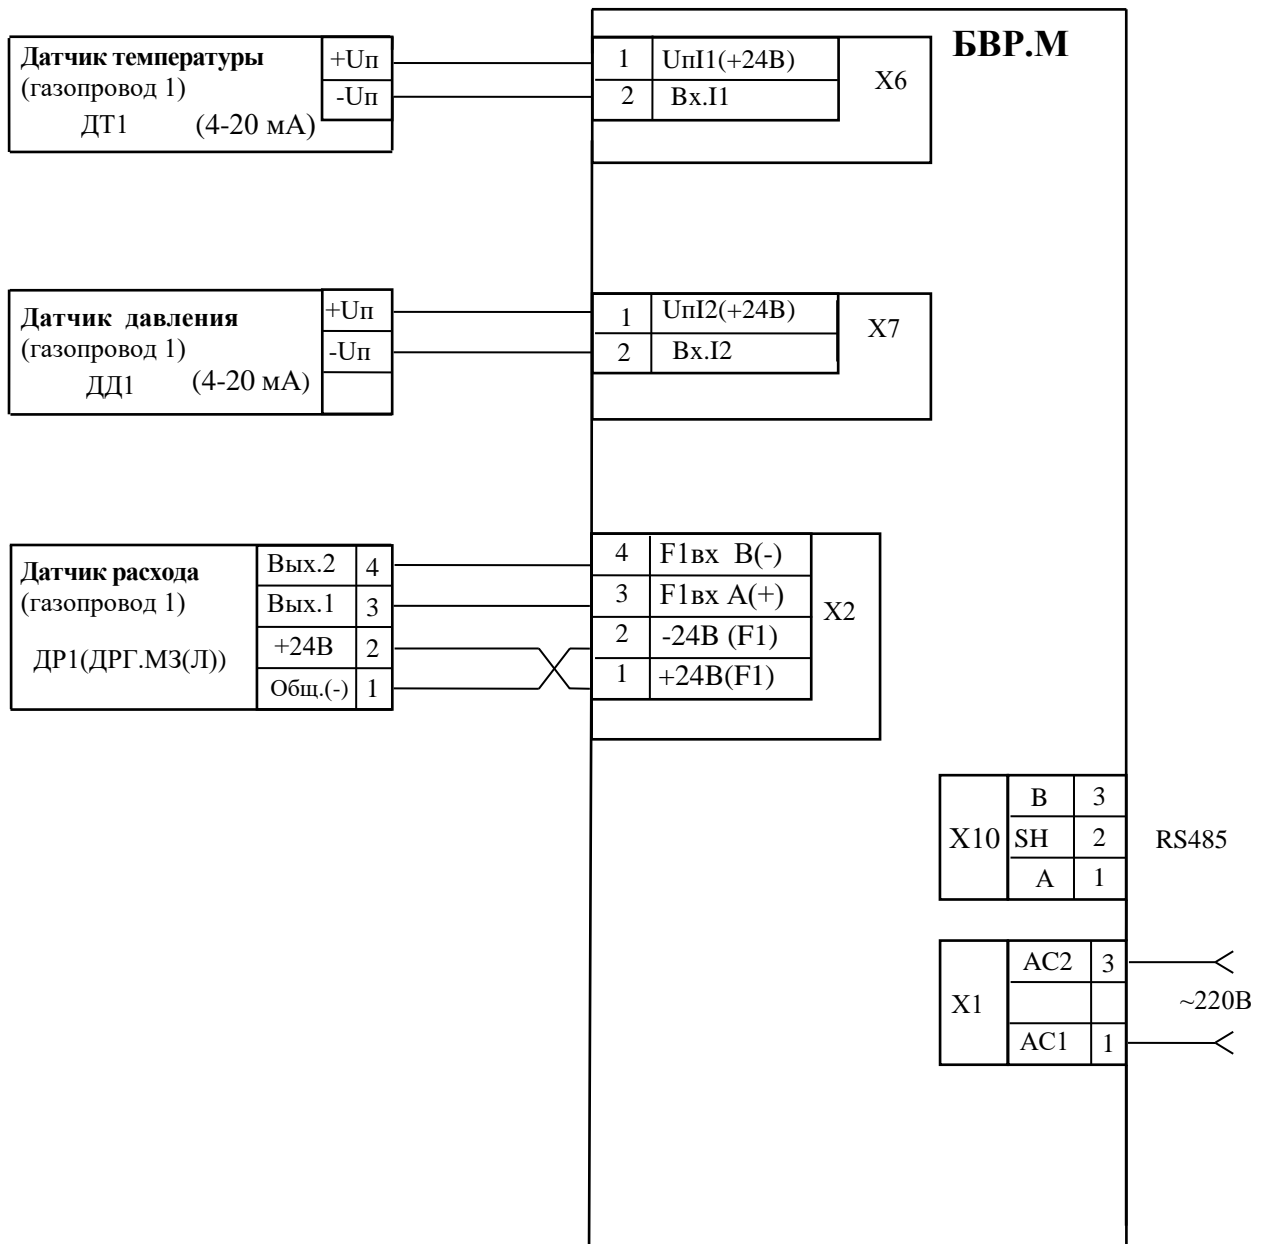 БВР.М
Датчик температуры
(газопровод 1)
ДТ1 (4-20 мА)
+Uп
-Uп
1 UпI1(+24В)
2 Вх.I1
X6
Датчик давления
(газопровод 1)
ДД1 (4-20 мА)
+Uп
-Uп
1 UпI2(+24В)
2 Вх.I2
X7
Датчик расхода
(газопровод 1)
ДР1(ДРГ.МЗ(Л))
Вых.2 4
Вых.1 3
+24В 2
Общ.(-) 1
4 F1вх В(-)
3 F1вх А(+)
2 -24В (F1)
1 +24В(F1)
X2
X10
B 3
SH 2
A 1
RS485
X1
AC2 3
AC1 1
~220В